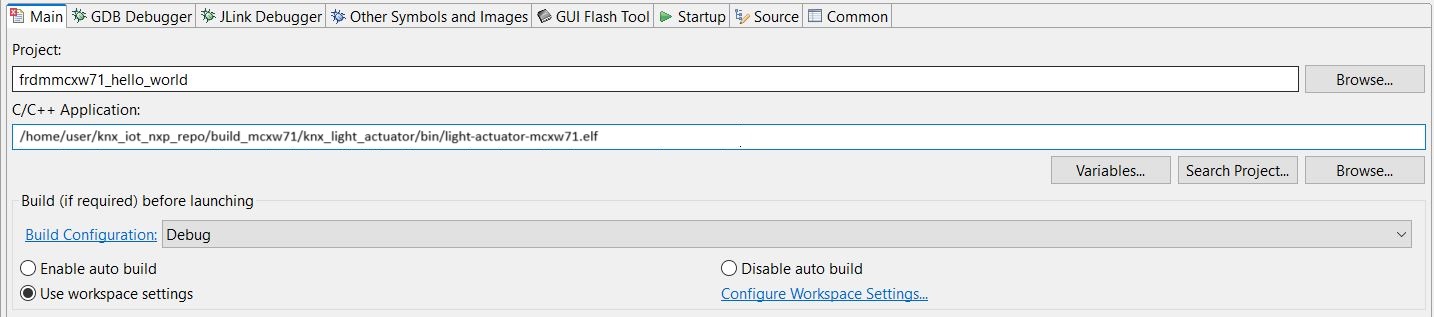 Main GDB Debugger JLink Debugger Other Symbols and Images GUI Flash Tool Startup Source Common
Project:
frdmmcxw71_hello_world Browse...
C/C++ Application:
/home/user/knx_iot_nxp_repo/build_mcxw71/knx_light_actuator/bin/light-actuator-mcxw71.elf
Variables... Search Project... Browse...
Build (if required) before launching
Build Configuration: Debug
Enable auto build Disable auto build
Use workspace settings Configure Workspace Settings...